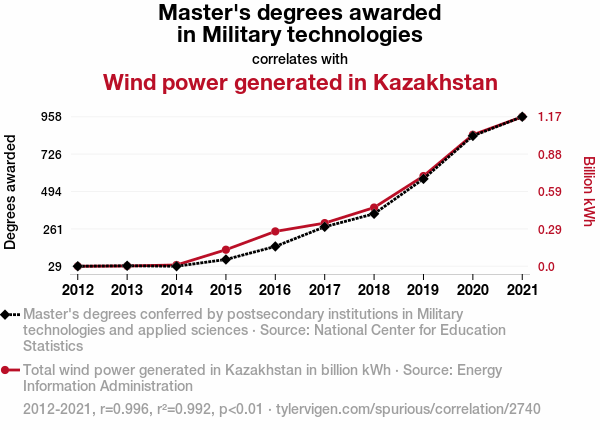 Master's degrees awarded
in Military technologies
correlates with
Wind power generated in Kazakhstan
958
726
494
261
29
Degrees awarded
1.17
0.88
0.59
0.29
0.0
Billion kWh
2012 2013 2014 2015 2016 2017 2018 2019 2020 2021
Master's degrees conferred by postsecondary institutions in Military
technologies and applied sciences · Source: National Center for Education
Statistics
Total wind power generated in Kazakhstan in billion kWh · Source: Energy
Information Administration
2012-2021, r=0.996, r²=0.992, p<0.01 · tylervigen.com/spurious/correlation/2740